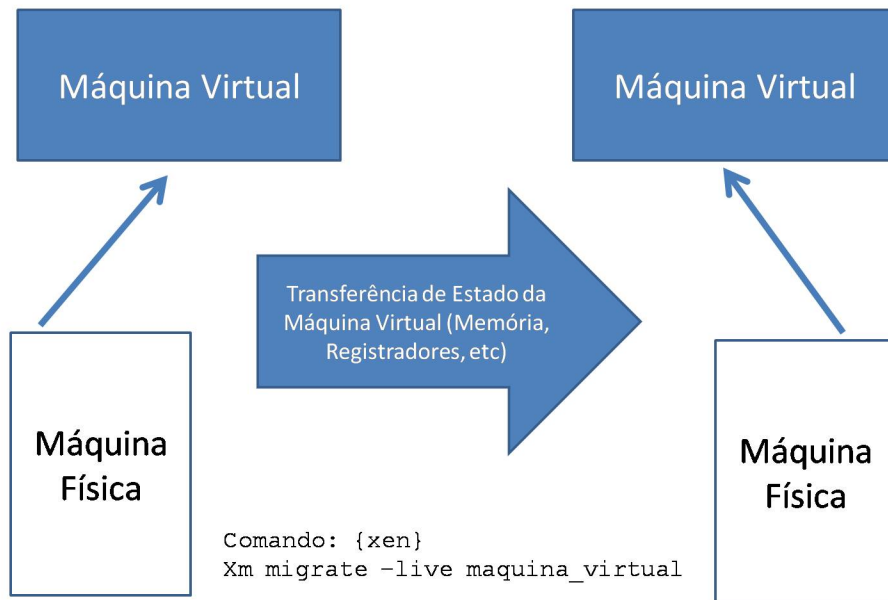 Máquina Virtual
Máquina Virtual
Transferência de Estado da
Máquina Virtual (Memória,
Registradores, etc)
Máquina
Física
Máquina
Física
Comando: {xen}
Xm migrate –live maquina_virtual